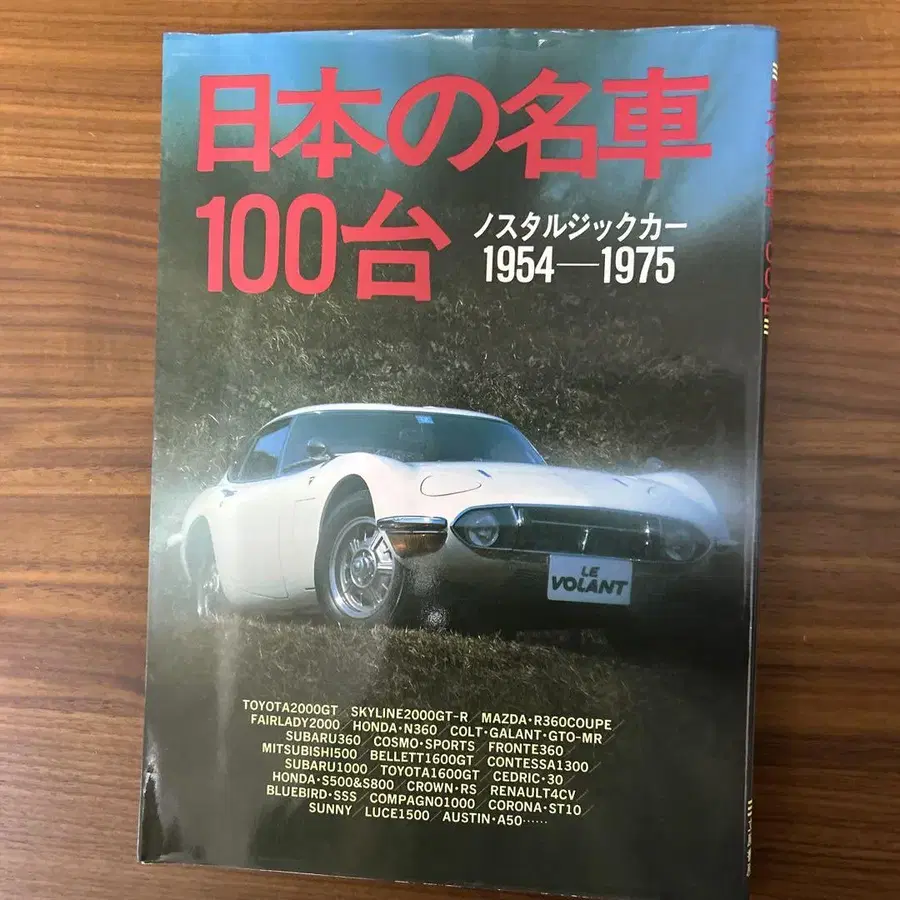 日本の名車
100台
ノスタルジックカー
1954—1975
LE
VOLANT
TOYOTA2000GT／SKYLINE2000GT-R／MAZDA・R360COUPE／
FAIRLADY2000／HONDA・N360／COLT・GALANT・GTO-MR／
SUBARU360／COSMO・SPORTS／FRONTE360／
MITSUBISHI500／BELLETT1600GT／CONTESSA1300／
SUBARU1000／TOYOTA1600GT／CEDRIC・30／
HONDA・S500&S800／CROWN・RS／RENAULT4CV／
BLUEBIRD・SSS／COMPAGNO1000／CORONA・ST10／
SUNNY／LUCE1500／AUSTIN・A50……